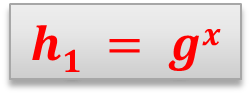 h₁ = gˣ